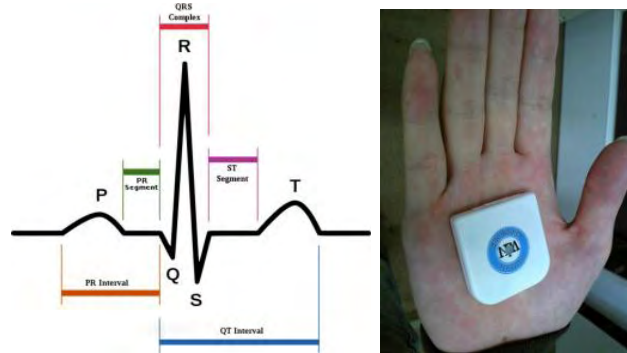 QRS
Complex
R
PR
Segment
ST
Segment
P
T
Q
S
PR Interval
QT Interval